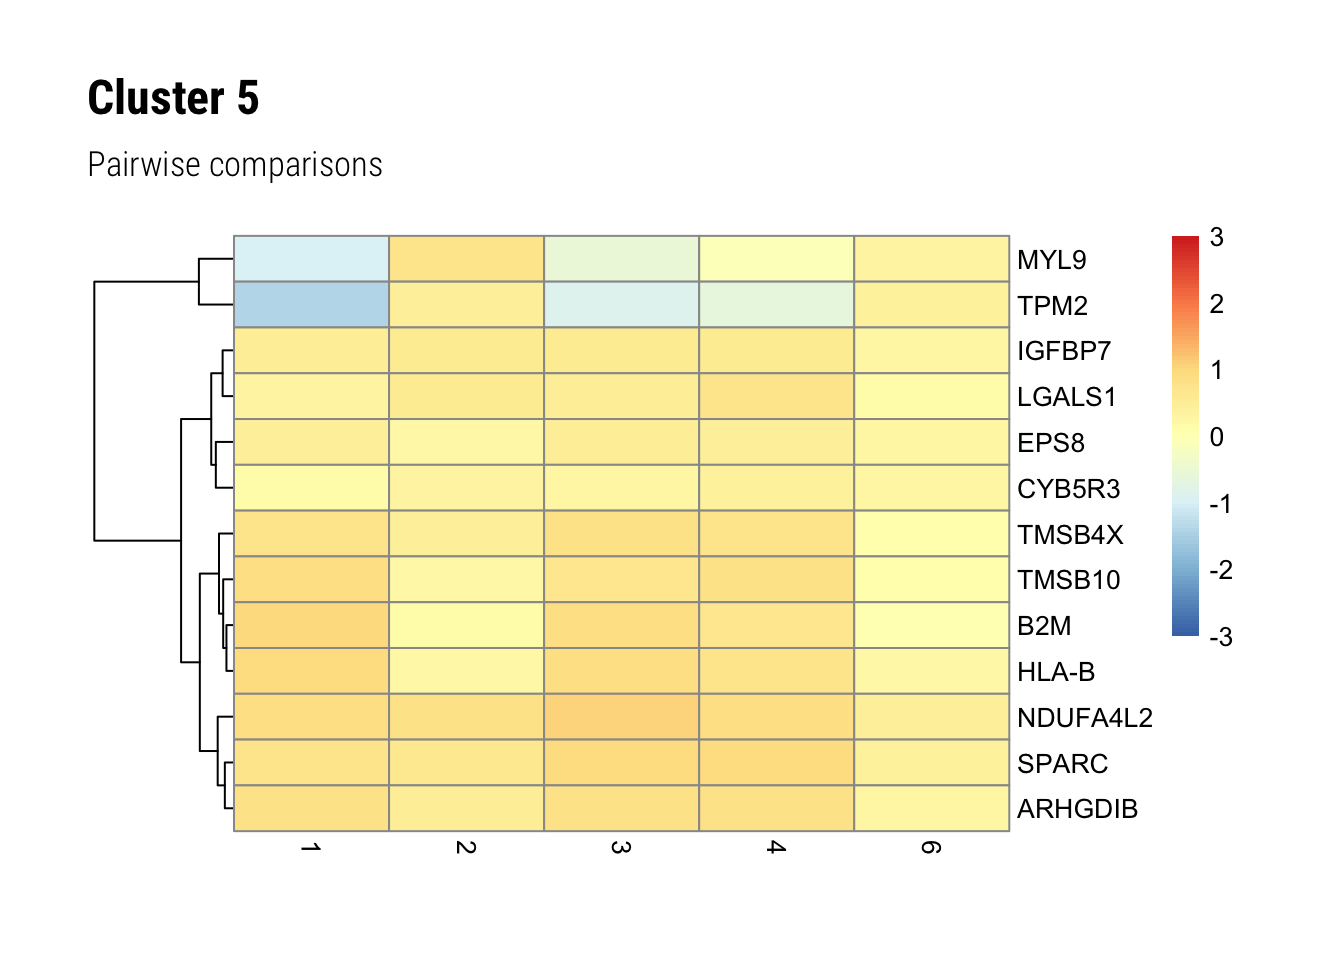 Cluster 5
Pairwise comparisons
MYL9
TPM2
IGFBP7
LGALS1
EPS8
CYB5R3
TMSB4X
TMSB10
B2M
HLA-B
NDUFA4L2
SPARC
ARHGDIB
3
2
1
0
-1
-2
-3
1 2 3 4 6